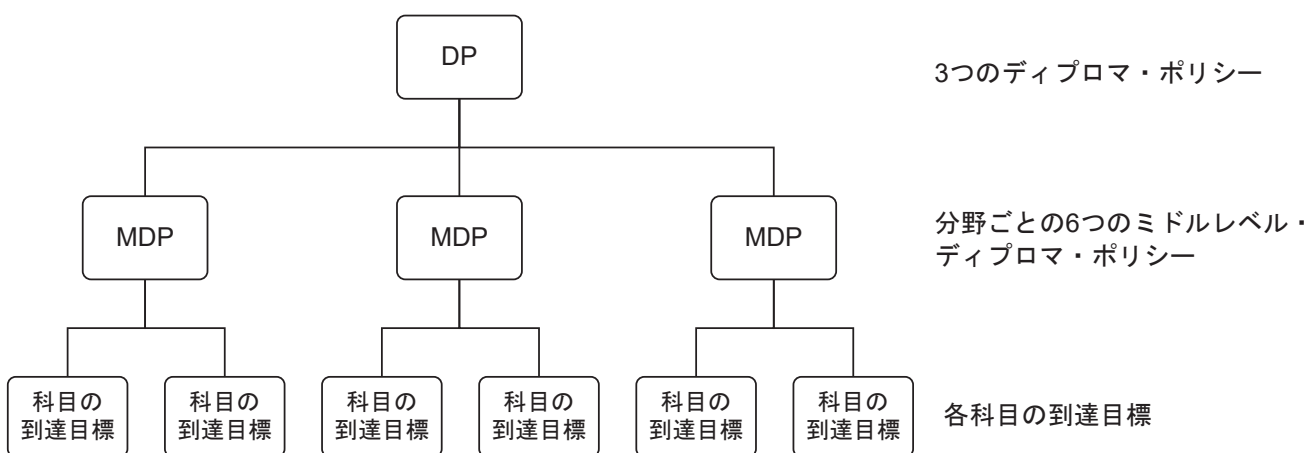 DP
3つのディプロマ・ポリシー
MDP
MDP
MDP
分野ごとの6つのミドルレベル・
ディプロマ・ポリシー
科目の
到達目標
科目の
到達目標
科目の
到達目標
科目の
到達目標
科目の
到達目標
科目の
到達目標
各科目の到達目標